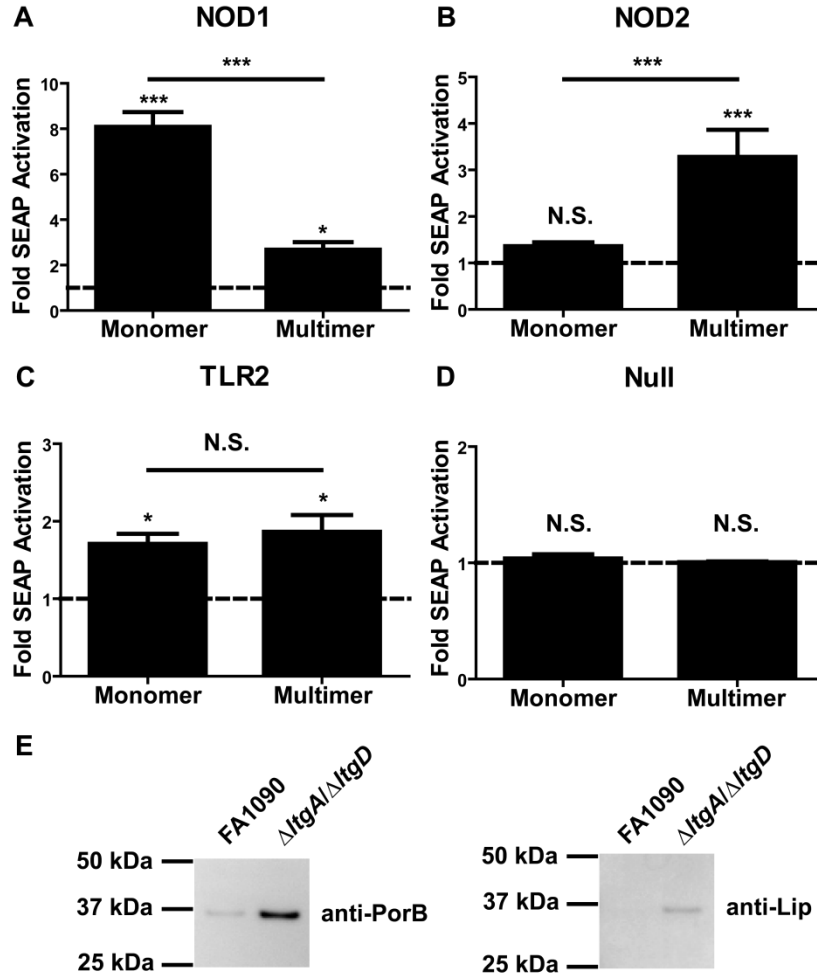 A NOD1
Fold SEAP Activation
10
8
6
4
2
0
***
***
*
Monomer Multimer
B NOD2
Fold SEAP Activation
5
4
3
2
1
0
***
N.S.
***
Monomer Multimer
C TLR2
Fold SEAP Activation
3
2
1
0
N.S.
*
*
Monomer Multimer
D Null
Fold SEAP Activation
2
1
0
N.S. N.S.
Monomer Multimer
E
FA1090 ΔltgA/ΔltgD
50 kDa
37 kDa
25 kDa
anti-PorB
FA1090 ΔltgA/ΔltgD
50 kDa
37 kDa
25 kDa
anti-Lip